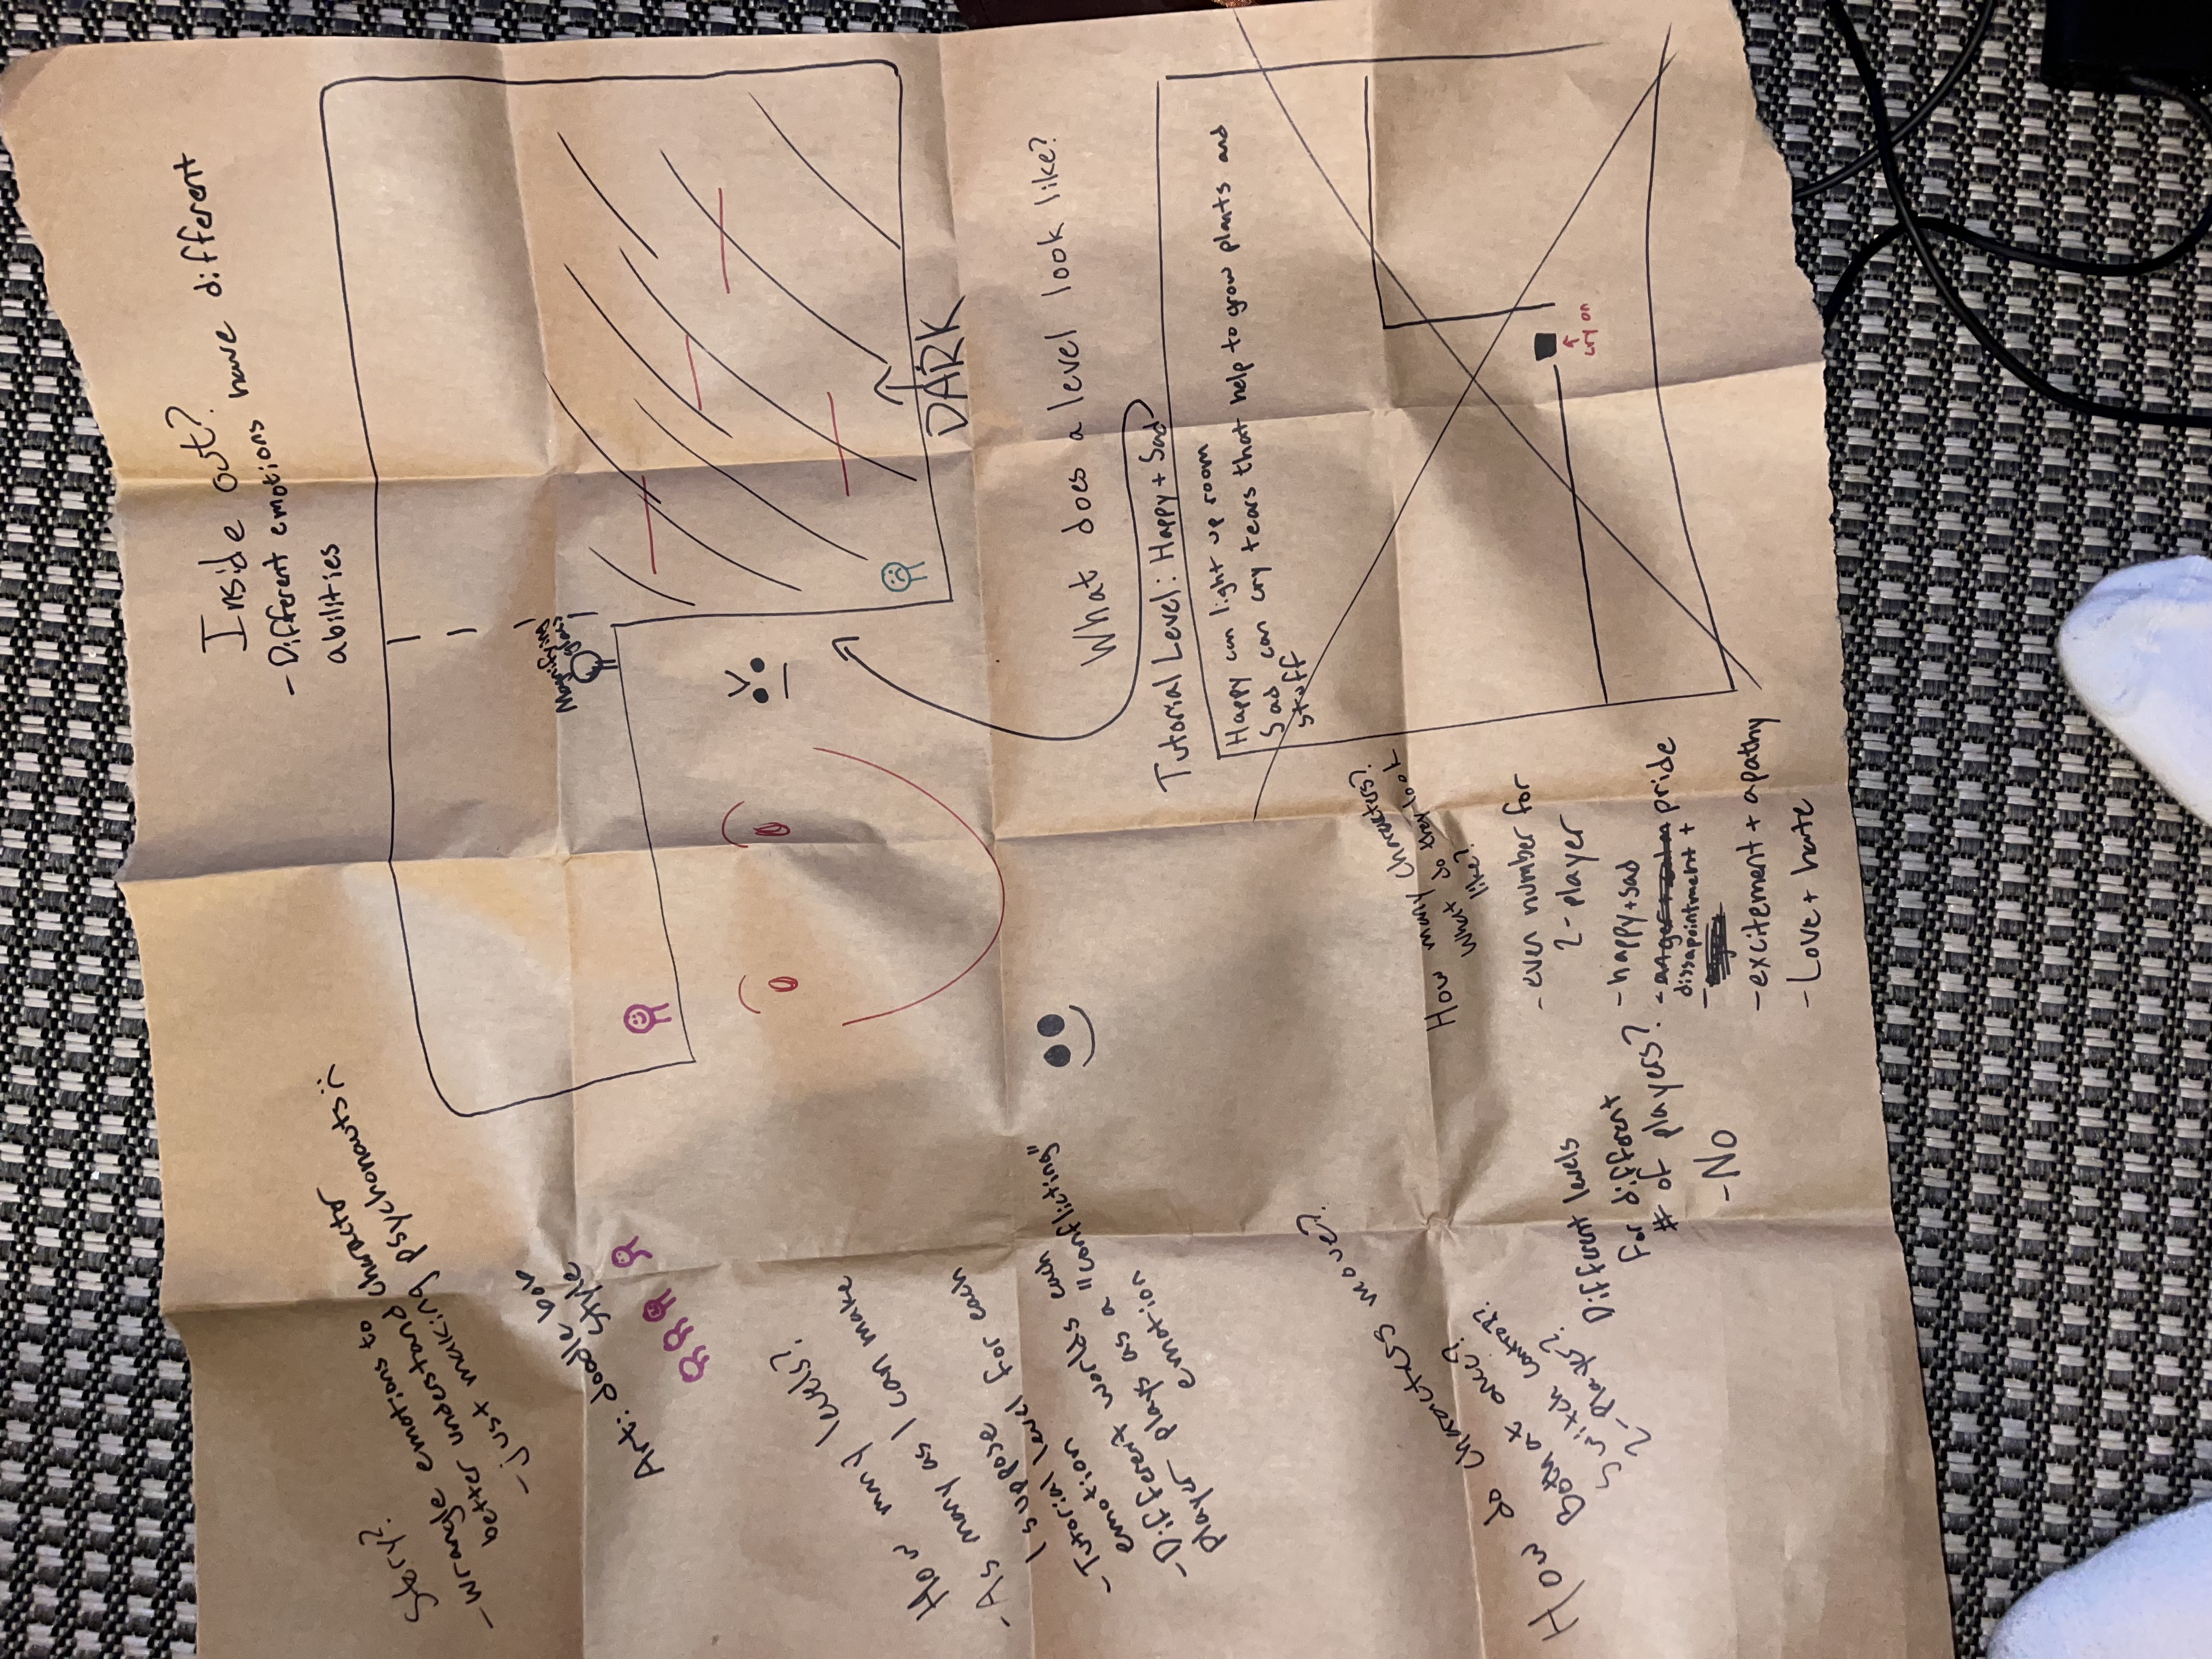 Inside out?
- Different emotions have different
abilities
Story?
- wrangle emotions to
better understand character
- just making psychonauts :(
Art: doodle bob
style
Magnifying
glass
DARK
How many levels?
- As many as I can make
I suppose
- Tutorial level for each
emotion
- Different worlds each
player plays as a "conflicting"
emotion
What does a level look like?
Tutorial Level: Happy + Sad
Happy can light up room
Sad can cry tears that help to grow plants and
stuff
cry on
How do characters move?
Both at once?
Switch control?
2-Player?
Different levels
for different
# of players?
- No
How many characters?
What do they look
like?
- even number for
2-player
- happy + sad
- anger + calm pride
dissapointment +
- excitement + apathy
- Love + hate